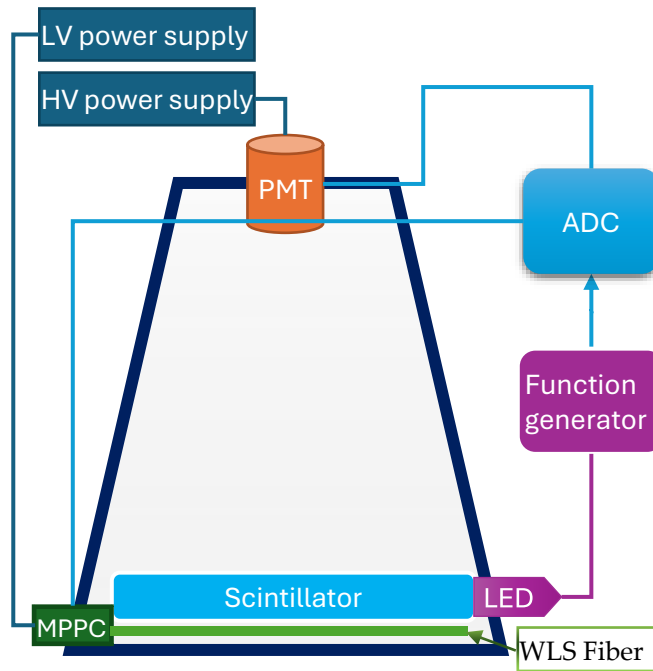 LV power supply
HV power supply
PMT
ADC
Function
generator
Scintillator
LED
MPPC
WLS Fiber